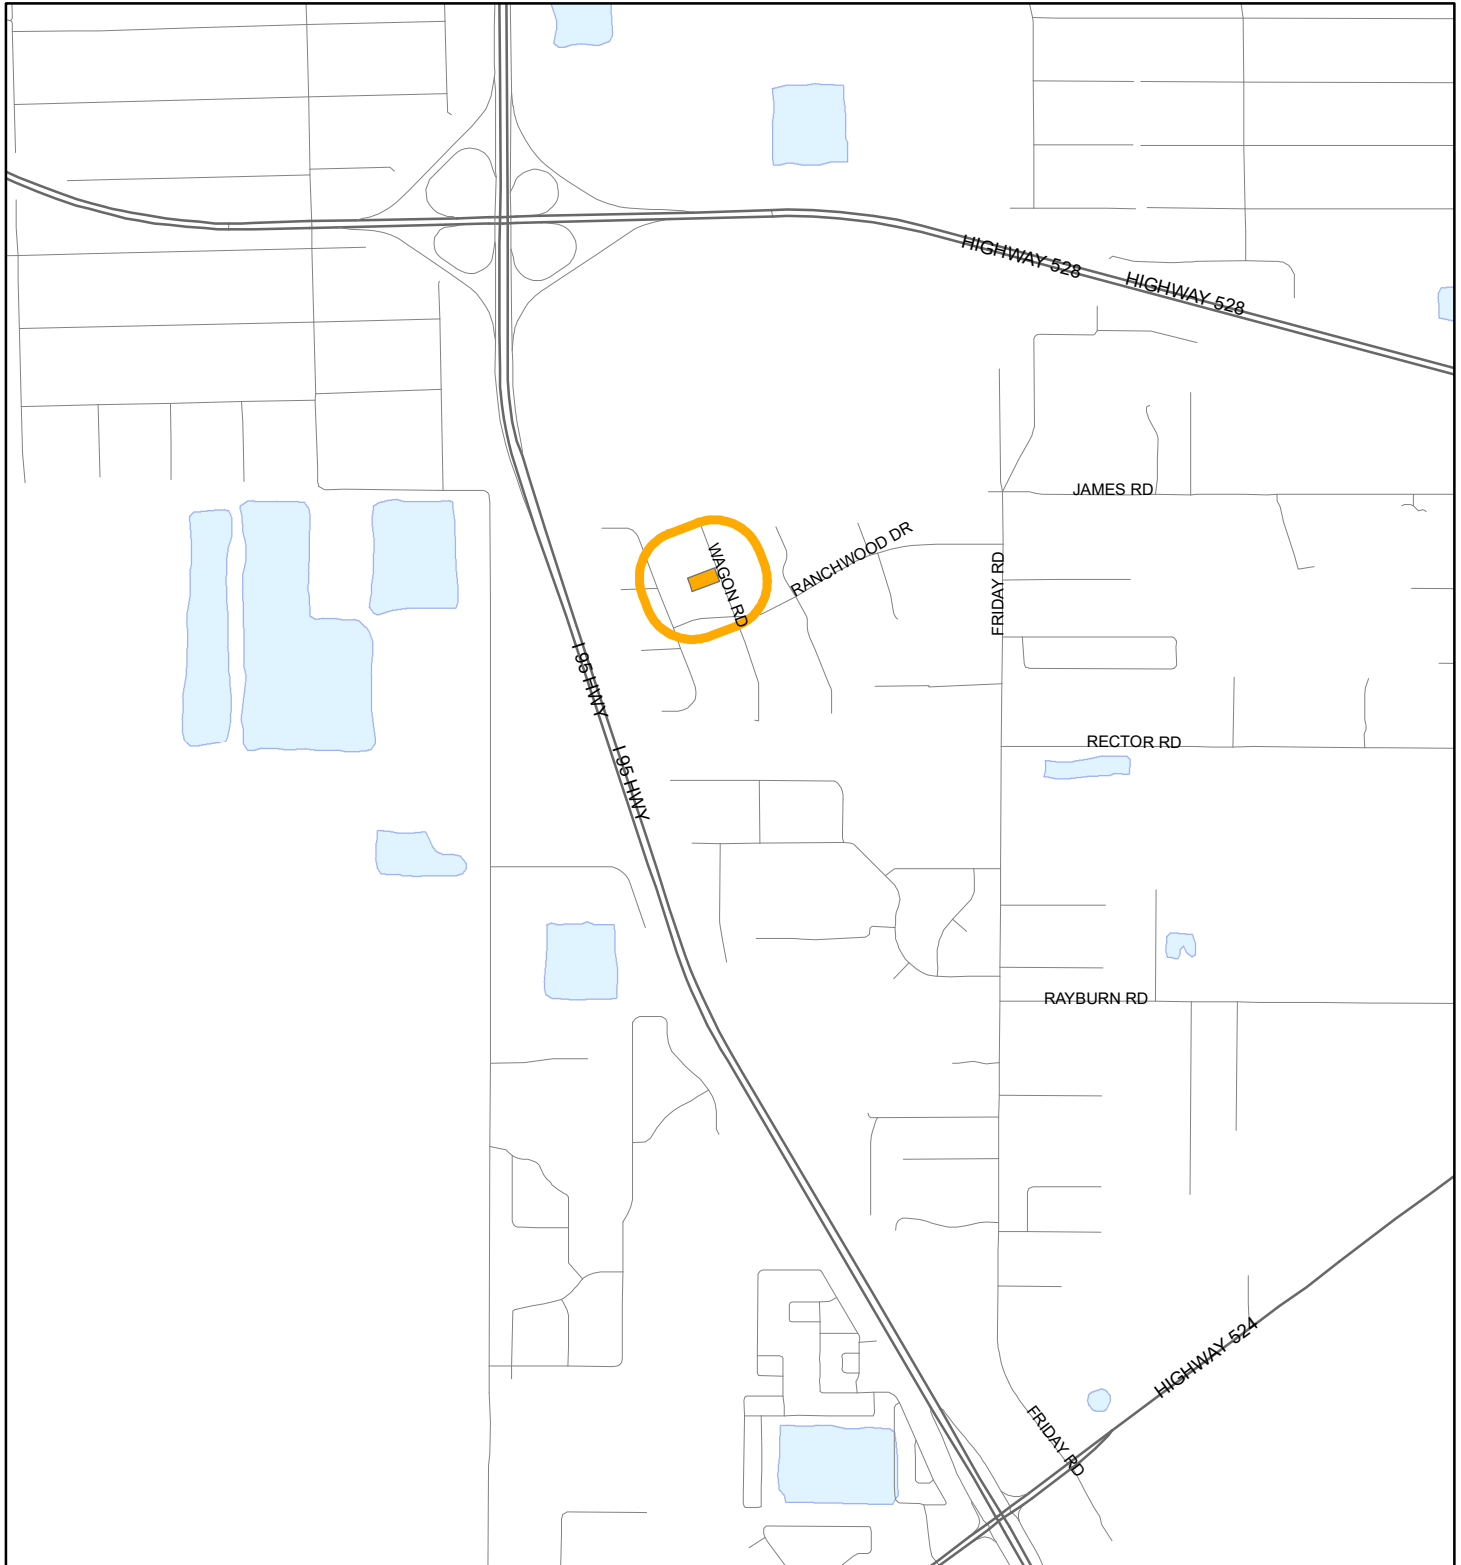 HIGHWAY 528
HIGHWAY 528
JAMES RD
RANCHWOOD DR
WAGON RD
FRIDAY RD
I 95 HWY
RECTOR RD
I 95 HWY
RAYBURN RD
HIGHWAY 524
FRIDAY RD